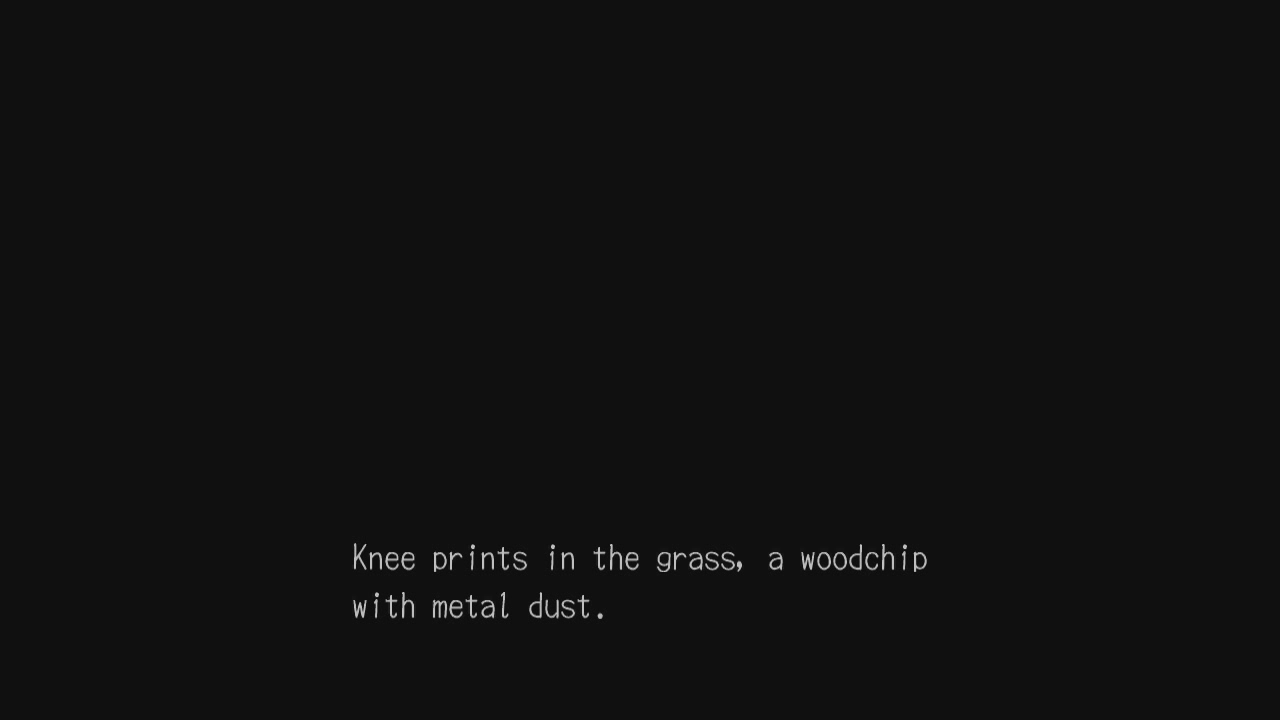 Knee prints in the grass, a woodchip
with metal dust.